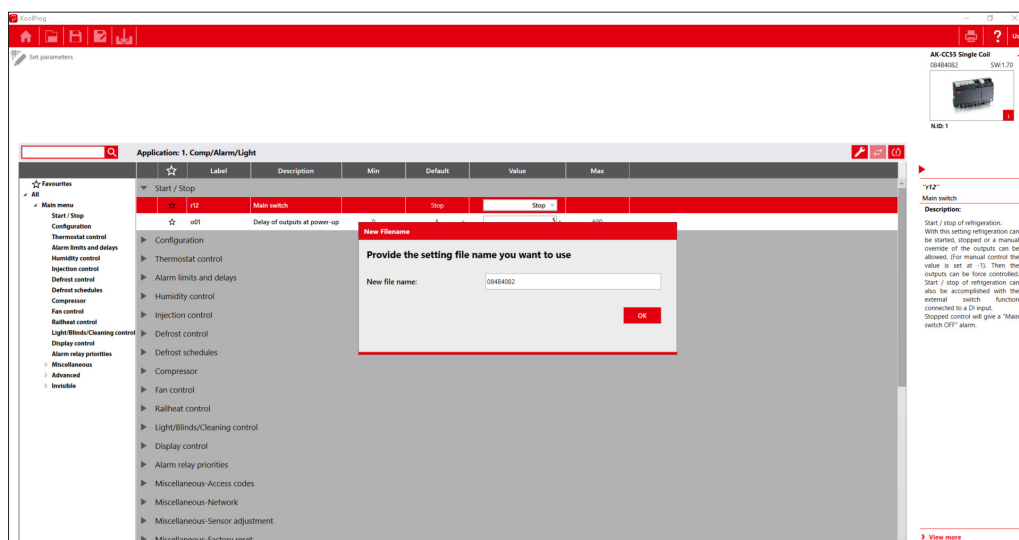 KoolProg
?
Set parameters
AK-CC55 Single Coil
084B4082 SW:1.70
N.ID: 1
Application: 1. Comp/Alarm/Light
Label Description Min Default Value Max
Favourites
All
Main menu
Start / Stop
Configuration
Thermostat control
Alarm limits and delays
Humidity control
Injection control
Defrost control
Defrost schedules
Compressor
Fan control
Railheat control
Light/Blinds/Cleaning control
Display control
Alarm relay priorities
Miscellaneous
Advanced
Invisible
Start / Stop
r12 Main switch Stop Stop
o01 Delay of outputs at power-up
Configuration
Thermostat control
Alarm limits and delays
Humidity control
Injection control
Defrost control
Defrost schedules
Compressor
Fan control
Railheat control
Light/Blinds/Cleaning control
Display control
Alarm relay priorities
Miscellaneous-Access codes
Miscellaneous-Network
Miscellaneous-Sensor adjustment
Miscellaneous-Factory reset
New Filename
Provide the setting file name you want to use
New file name: 084B4082
OK
"r12"
Main switch
Description:
Start / stop of refrigeration.
With this setting refrigeration can
be started, stopped or a manual
override of the outputs can be
allowed. (For manual control the
value is set at -1). Then the
outputs can be force controlled.
Start / stop of refrigeration can
also be accomplished with the
external switch function
connected to a DI input.
Stopped control will give a "Main
switch OFF" alarm.
View more